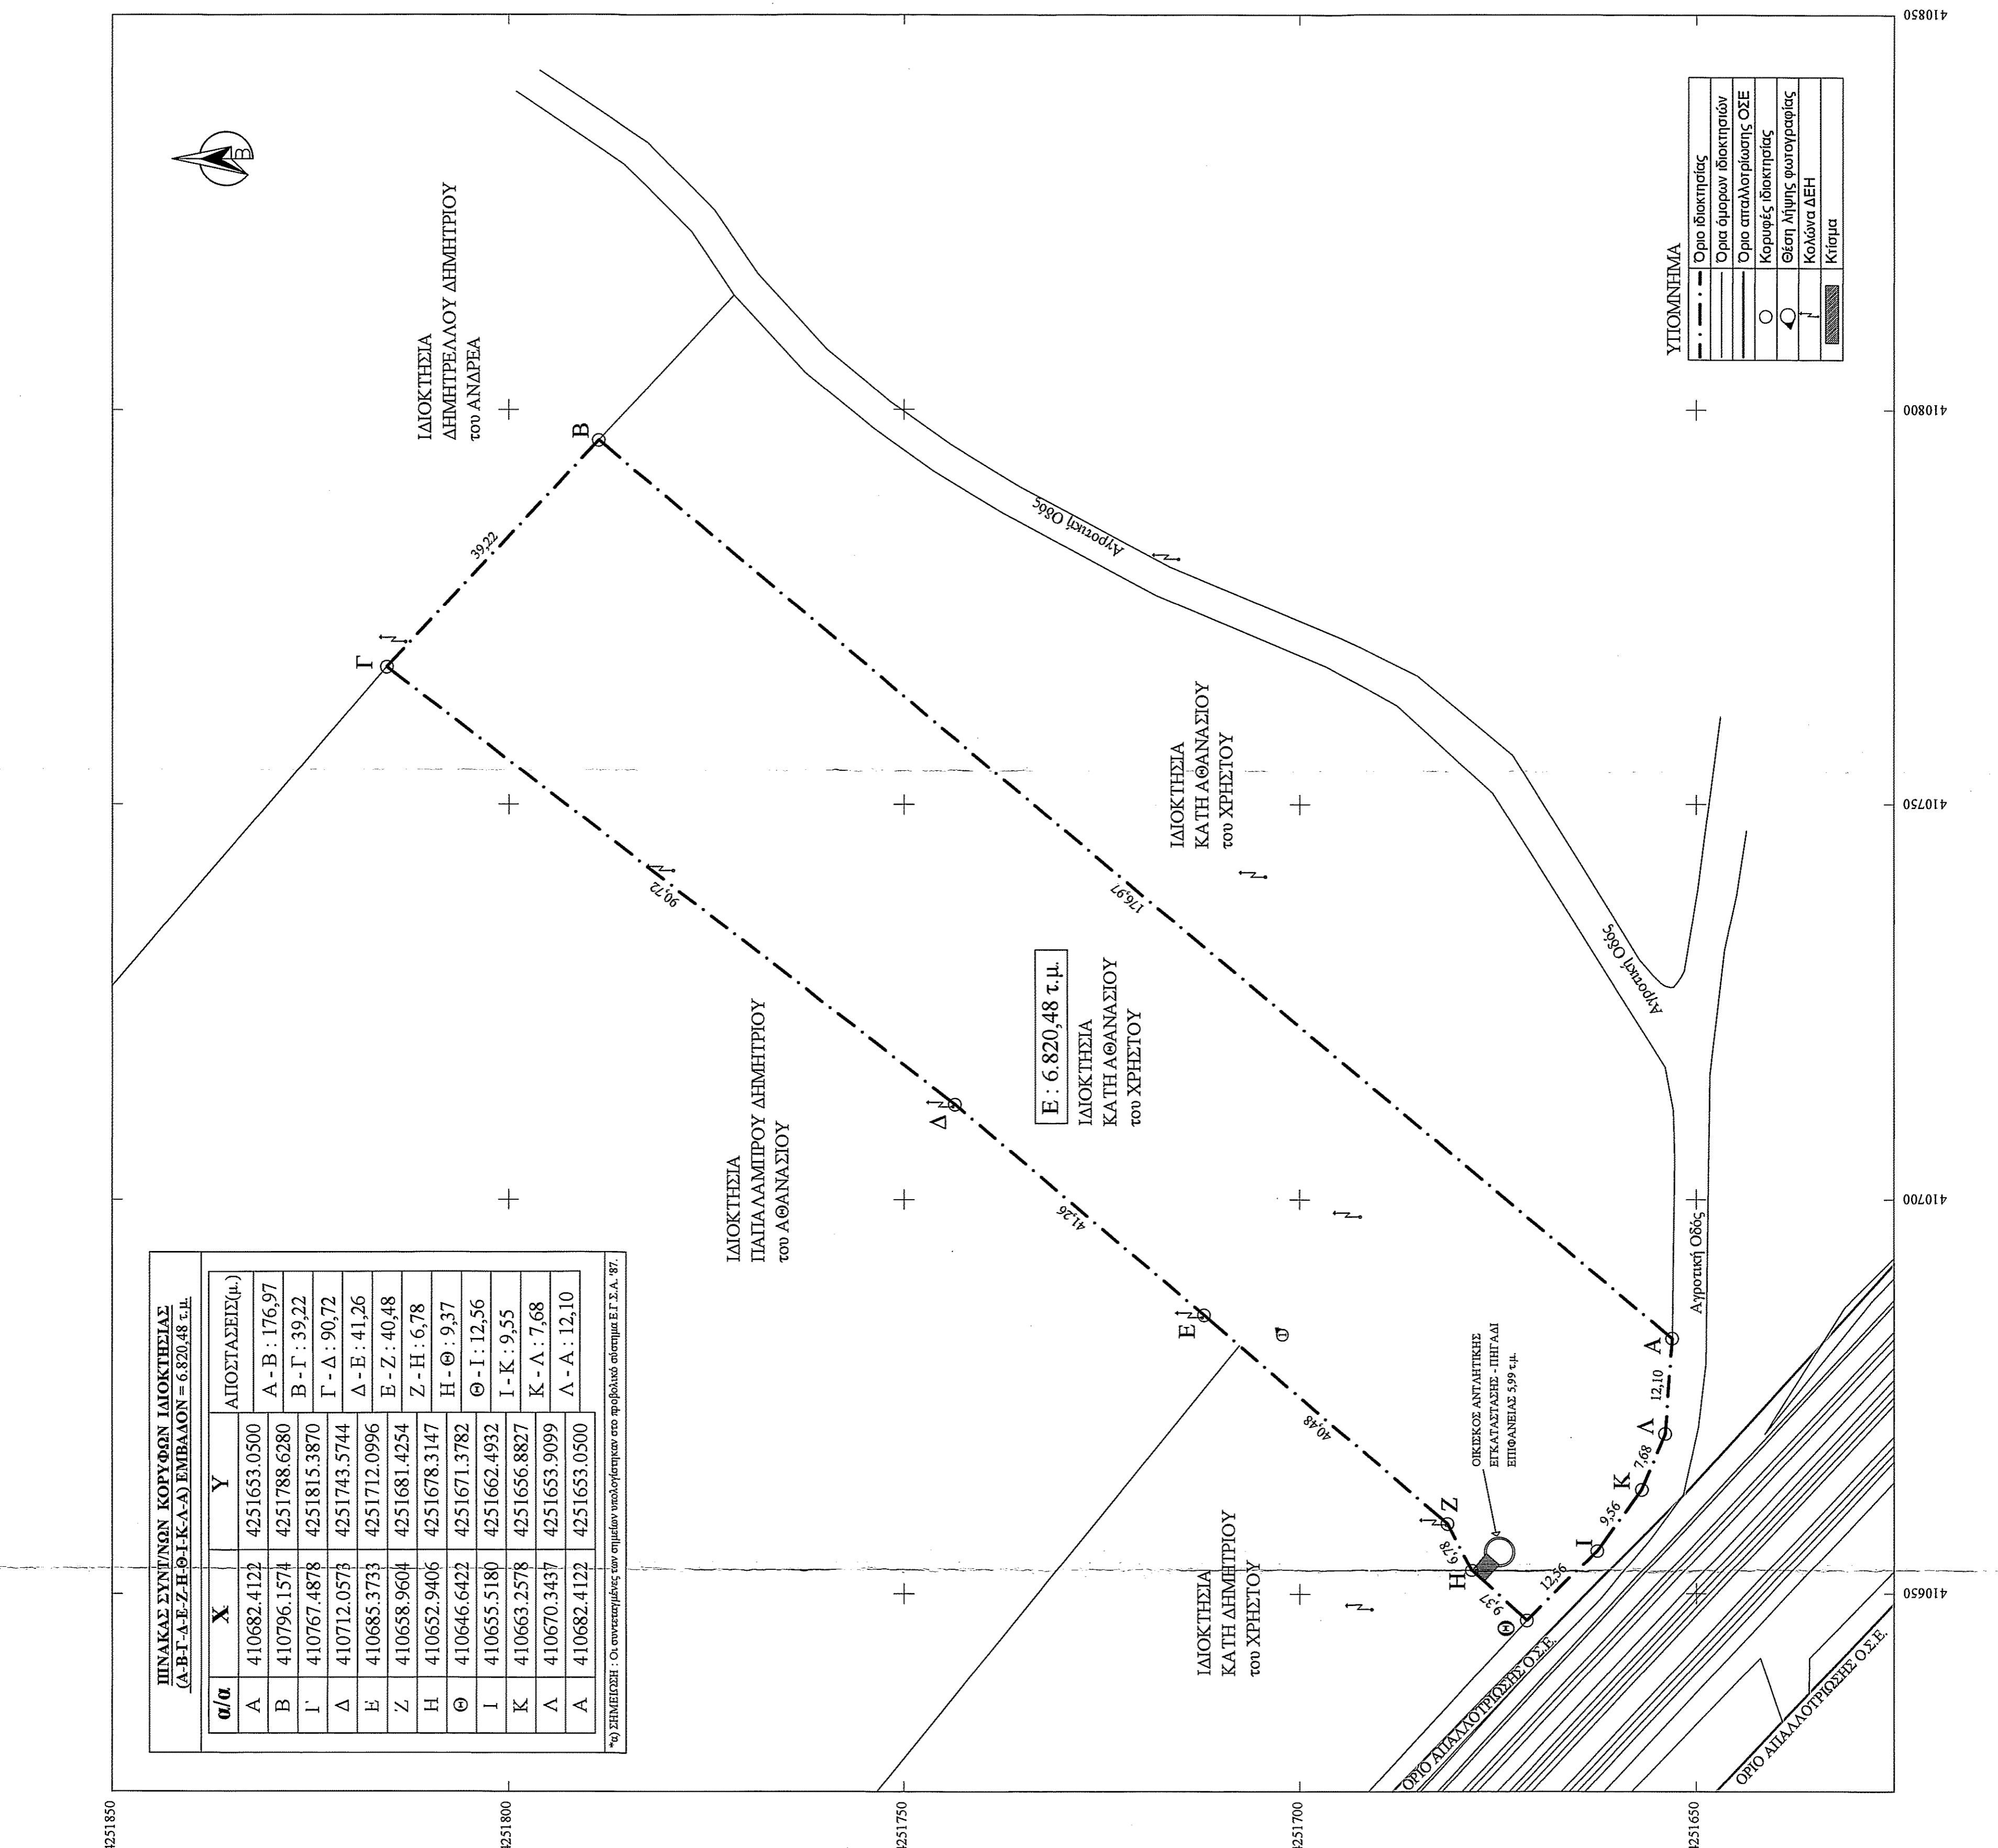 ΠΙΝΑΚΑΣ ΣΥΝΤ/ΝΩΝ ΚΟΡΥΦΩΝ ΙΔΙΟΚΤΗΣΙΑΣ
(Α-Β-Γ-Δ-Ε-Ζ-Η-Θ-Ι-Κ-Λ-Α) ΕΜΒΑΔΟΝ = 6.820,48 τ.μ.
α/α Χ Υ ΑΠΟΣΤΑΣΕΙΣ(μ.)
Α 410682.4122 4251653.0500
Α - Β : 176,97
Β 410796.1574 4251788.6280
Β - Γ : 39,22
Γ 410767.4878 4251815.3870
Γ - Δ : 90,72
Δ 410712.0573 4251743.5744
Δ - Ε : 41,26
Ε 410685.3733 4251712.0996
Ε - Ζ : 40,48
Ζ 410658.9604 4251681.4254
Ζ - Η : 6,78
Η 410652.9406 4251678.3147
Η - Θ : 9,37
Θ 410646.6422 4251671.3782
Θ - Ι : 12,56
Ι 410655.5180 4251662.4932
Ι - Κ : 9,55
Κ 410663.2578 4251656.8827
Κ - Λ : 7,68
Λ 410670.3437 4251653.9099
Λ - Α : 12,10
Α 410682.4122 4251653.0500
*α) ΣΗΜΕΙΩΣΗ : Οι συντεταγμένες των σημείων υπολογίστηκαν στο προβολικό σύστημα Ε.Γ.Σ.Α. '87.
Β
ΙΔΙΟΚΤΗΣΙΑ
ΔΗΜΗΤΡΕΛΛΟΥ ΔΗΜΗΤΡΙΟΥ
του ΑΝΔΡΕΑ
Γ
39,22
Β
90,72
176,97
Αγροτική Οδός
ΙΔΙΟΚΤΗΣΙΑ
ΠΑΠΑΛΑΜΠΡΟΥ ΔΗΜΗΤΡΙΟΥ
του ΑΘΑΝΑΣΙΟΥ
Δ
41,26
Ε : 6.820,48 τ.μ.
ΙΔΙΟΚΤΗΣΙΑ
ΚΑΤΗ ΑΘΑΝΑΣΙΟΥ
του ΧΡΗΣΤΟΥ
ΙΔΙΟΚΤΗΣΙΑ
ΚΑΤΗ ΑΘΑΝΑΣΙΟΥ
του ΧΡΗΣΤΟΥ
Ε
1
40,48
ΙΔΙΟΚΤΗΣΙΑ
ΚΑΤΗ ΔΗΜΗΤΡΙΟΥ
του ΧΡΗΣΤΟΥ
Ζ
6,78
Η
9,37
Θ
12,56
Ι
9,56
Κ
7,68
Λ
12,10
Α
ΟΙΚΙΣΚΟΣ ΑΝΤΛΗΤΙΚΗΣ
ΕΓΚΑΤΑΣΤΑΣΗΣ - ΠΗΓΑΔΙ
ΕΠΙΦΑΝΕΙΑΣ 5,99 τ.μ.
Αγροτική Οδός
Αγροτική Οδός
ΟΡΙΟ ΑΠΑΛΛΟΤΡΙΩΣΗΣ Ο.Σ.Ε.
ΟΡΙΟ ΑΠΑΛΛΟΤΡΙΩΣΗΣ Ο.Σ.Ε.
ΥΠΟΜΝΗΜΑ
Όριο ιδιοκτησίας
Όρια όμορων ιδιοκτησιών
Όριο απαλλοτρίωσης ΟΣΕ
Κορυφές ιδιοκτησίας
Θέση λήψης φωτογραφίας
Κολώνα ΔΕΗ
Κτίσμα
4251850
4251800
4251750
4251700
4251650
410650
410700
410750
410800
410850